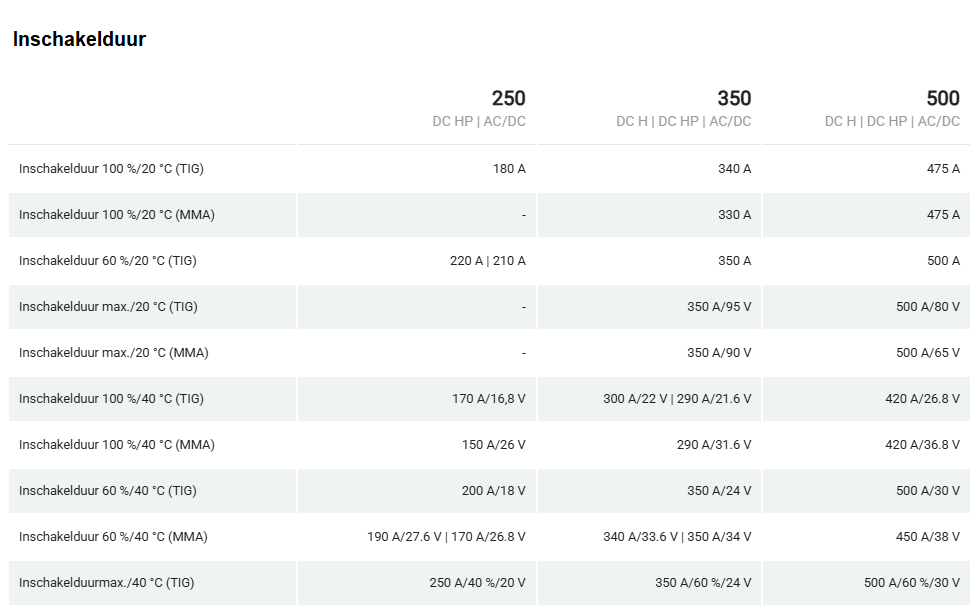 Inschakelduur
250 350 500
DC HP | AC/DC DC H | DC HP | AC/DC DC H | DC HP | AC/DC
Inschakelduur 100 %/20 °C (TIG) 180 A 340 A 475 A
Inschakelduur 100 %/20 °C (MMA) - 330 A 475 A
Inschakelduur 60 %/20 °C (TIG) 220 A | 210 A 350 A 500 A
Inschakelduur max./20 °C (TIG) - 350 A/95 V 500 A/80 V
Inschakelduur max./20 °C (MMA) - 350 A/90 V 500 A/65 V
Inschakelduur 100 %/40 °C (TIG) 170 A/16,8 V 300 A/22 V | 290 A/21.6 V 420 A/26.8 V
Inschakelduur 100 %/40 °C (MMA) 150 A/26 V 290 A/31.6 V 420 A/36.8 V
Inschakelduur 60 %/40 °C (TIG) 200 A/18 V 350 A/24 V 500 A/30 V
Inschakelduur 60 %/40 °C (MMA) 190 A/27.6 V | 170 A/26.8 V 340 A/33.6 V | 350 A/34 V 450 A/38 V
Inschakelduurmax./40 °C (TIG) 250 A/40 %/20 V 350 A/60 %/24 V 500 A/60 %/30 V